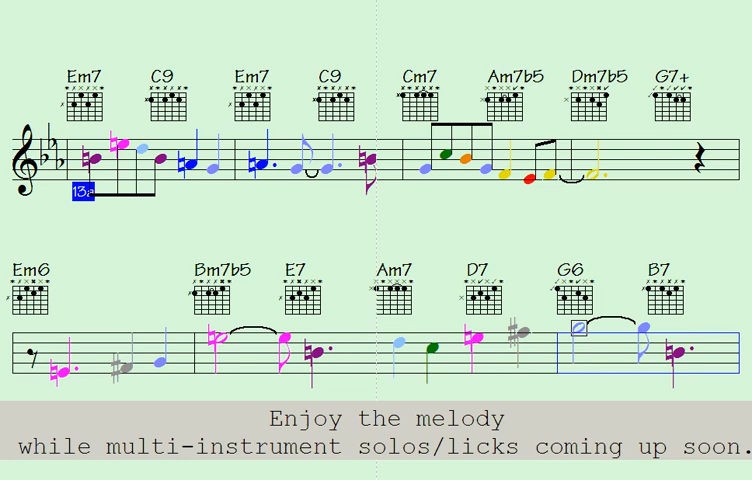 Em7 C9 Em7 C9 Cm7 Am7b5 Dm7b5 G7+
13a
Em6 Bm7b5 E7 Am7 D7 G6 B7
Enjoy the melody
while multi-instrument solos/licks coming up soon.